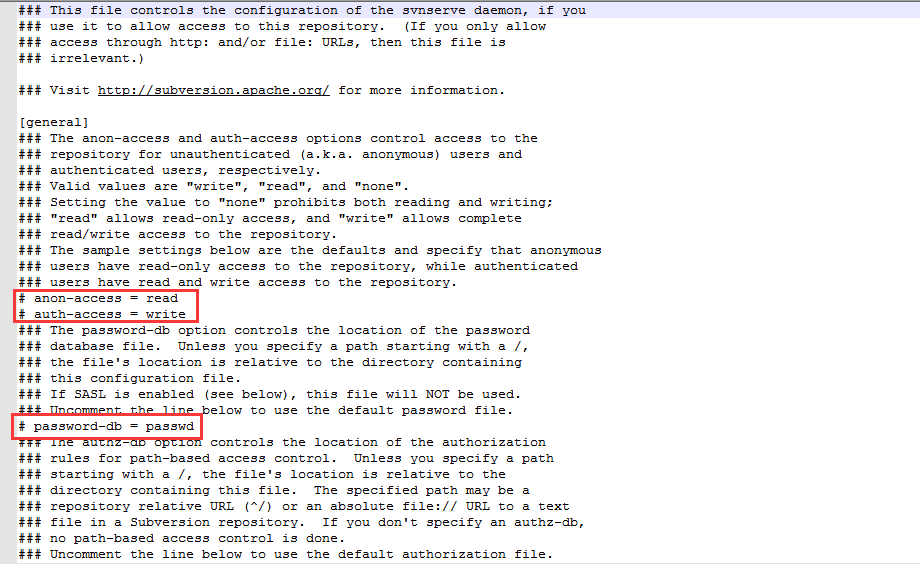 ### This file controls the configuration of the svnserve daemon, if you
### use it to allow access to this repository.  (If you only allow
### access through http: and/or file: URLs, then this file is
### irrelevant.)

### Visit http://subversion.apache.org/ for more information.

[general]
### The anon-access and auth-access options control access to the
### repository for unauthenticated (a.k.a. anonymous) users and
### authenticated users, respectively.
### Valid values are "write", "read", and "none".
### Setting the value to "none" prohibits both reading and writing;
### "read" allows read-only access, and "write" allows complete
### read/write access to the repository.
### The sample settings below are the defaults and specify that anonymous
### users have read-only access to the repository, while authenticated
### users have read and write access to the repository.
# anon-access = read
# auth-access = write
### The password-db option controls the location of the password
### database file.  Unless you specify a path starting with a /,
### the file's location is relative to the directory containing
### this configuration file.
### If SASL is enabled (see below), this file will NOT be used.
### Uncomment the line below to use the default password file.
# password-db = passwd
### The authz-db option controls the location of the authorization
### rules for path-based access control.  Unless you specify a path
### starting with a /, the file's location is relative to the
### directory containing this file.  The specified path may be a
### repository relative URL (^/) or an absolute file:// URL to a text
### file in a Subversion repository.  If you don't specify an authz-db,
### no path-based access control is done.
### Uncomment the line below to use the default authorization file.